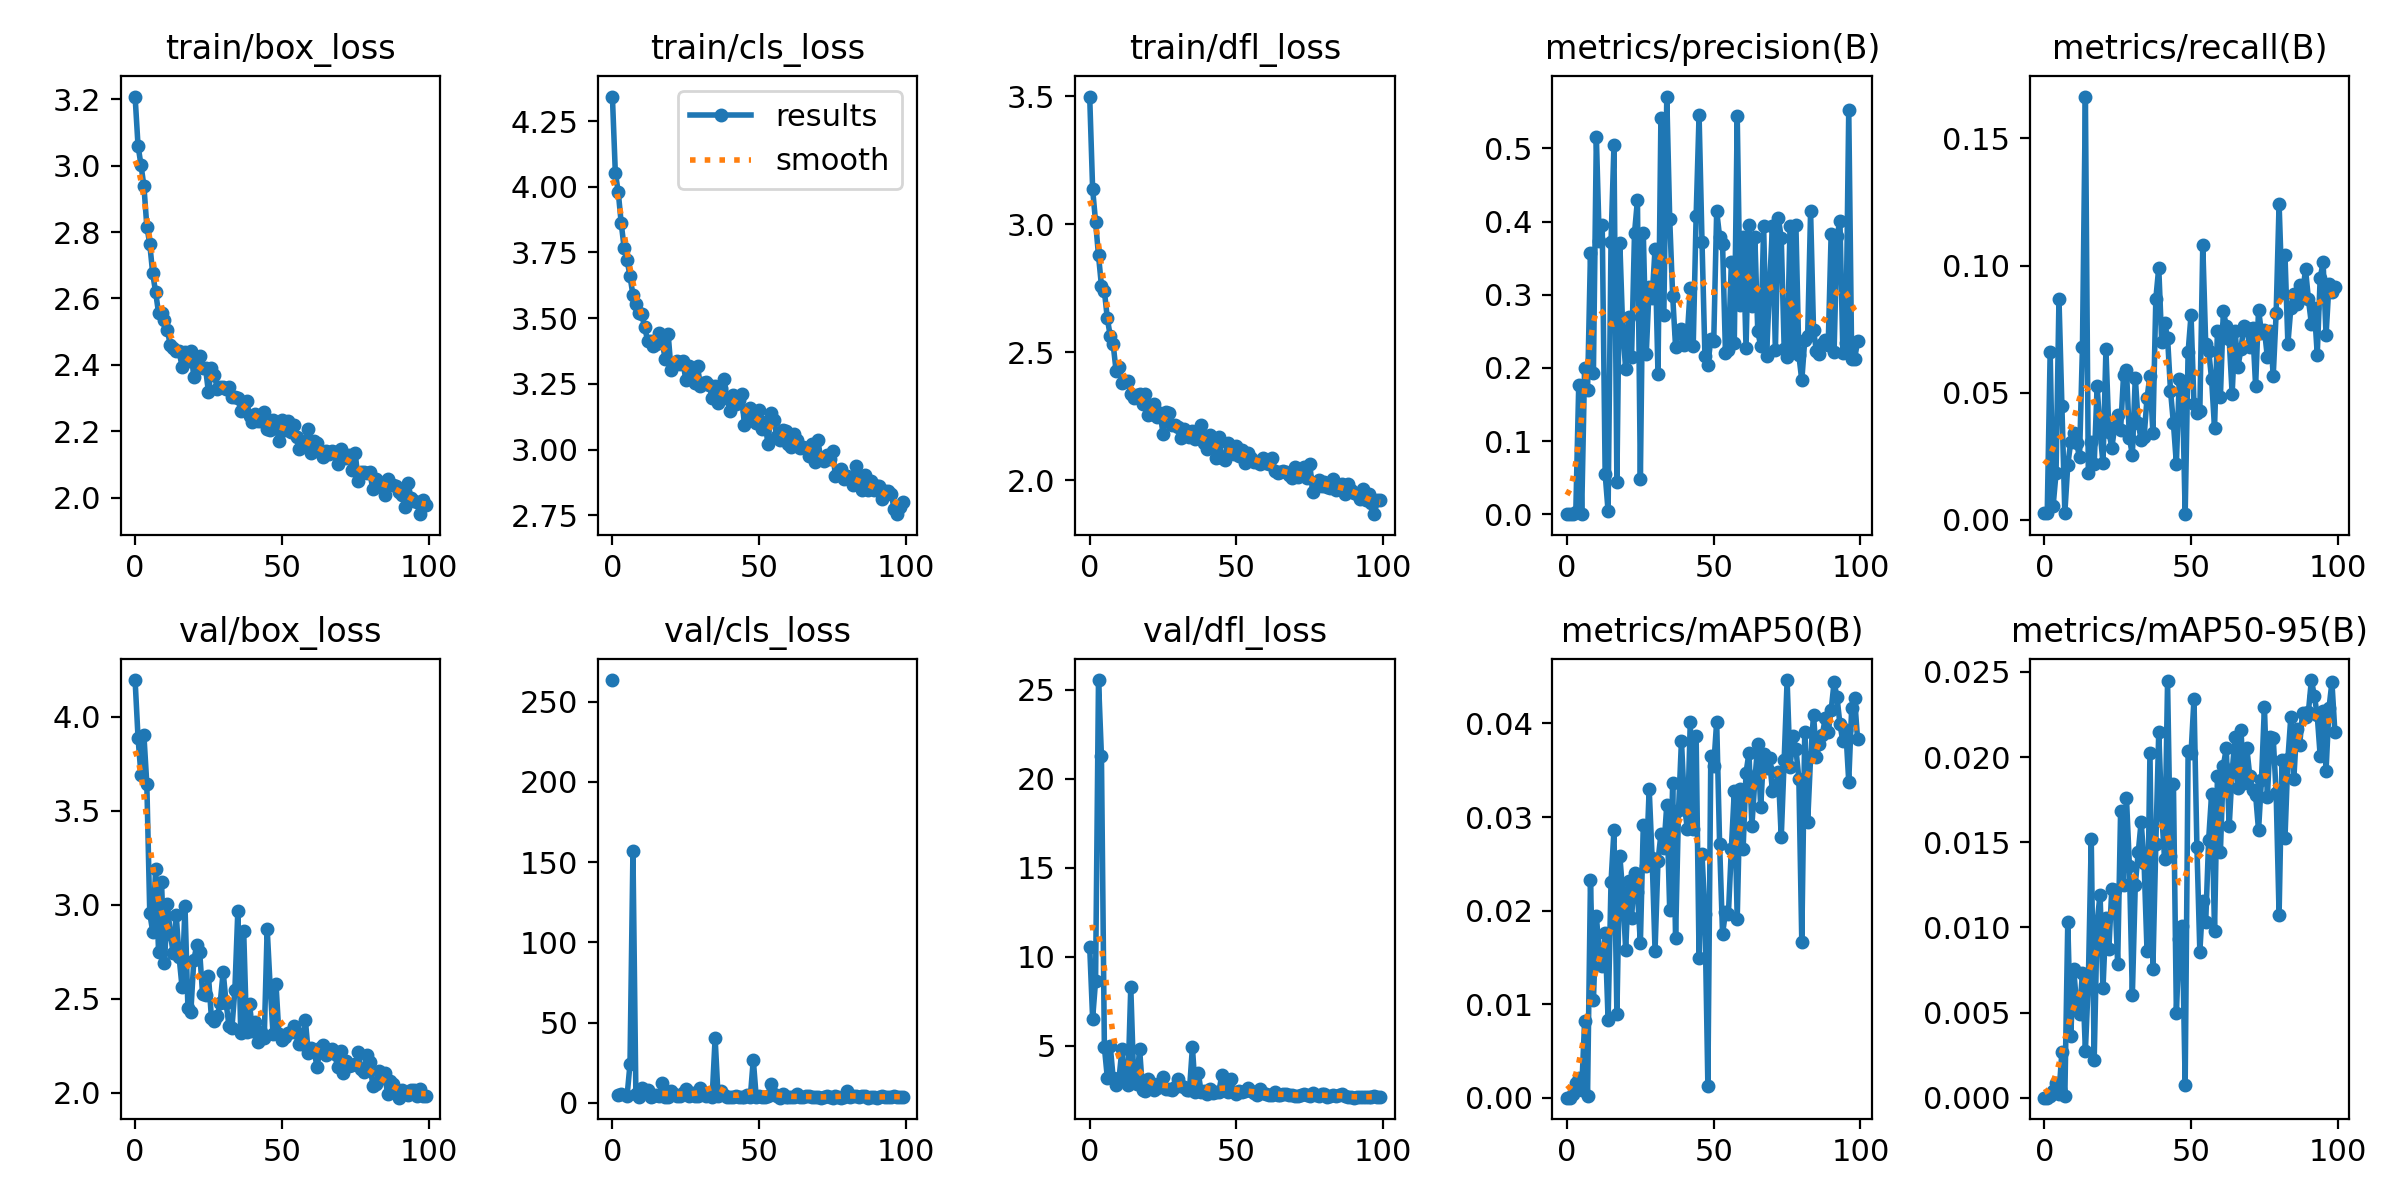 train/box_loss
3.2
3.0
2.8
2.6
2.4
2.2
2.0
0 50 100
train/cls_loss
results
smooth
4.25
4.00
3.75
3.50
3.25
3.00
2.75
0 50 100
train/dfl_loss
3.5
3.0
2.5
2.0
0 50 100
metrics/precision(B)
0.5
0.4
0.3
0.2
0.1
0.0
0 50 100
metrics/recall(B)
0.15
0.10
0.05
0.00
0 50 100
val/box_loss
4.0
3.5
3.0
2.5
2.0
0 50 100
val/cls_loss
250
200
150
100
50
0
0 50 100
val/dfl_loss
25
20
15
10
5
0 50 100
metrics/mAP50(B)
0.04
0.03
0.02
0.01
0.00
0 50 100
metrics/mAP50-95(B)
0.025
0.020
0.015
0.010
0.005
0.000
0 50 100